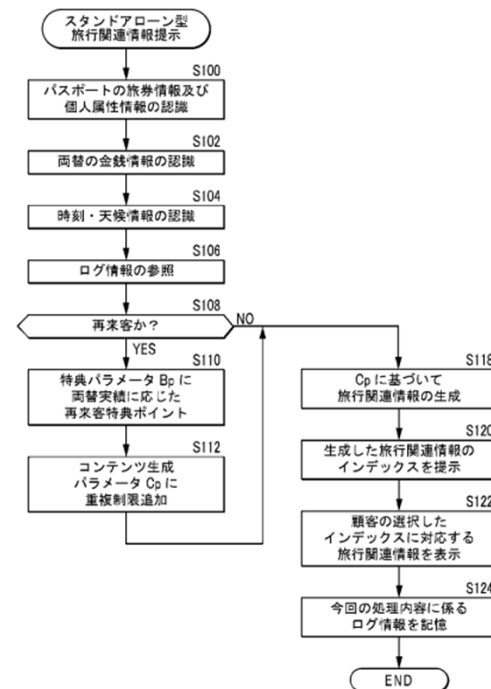 スタンドアローン型
旅行関連情報提示
S100
パスポートの旅券情報及び
個人属性情報の認識
S102
両替の金銭情報の認識
S104
時刻・天候情報の認識
S106
ログ情報の参照
S108
再来客か？
NO
YES
S110
特典パラメータ Bp に
両替実績に応じた
再来客特典ポイント
S112
コンテンツ生成
パラメータ Cp に
重複制限追加
S118
Cp に基づいて
旅行関連情報の生成
S120
生成した旅行関連情報の
インデックスを提示
S122
顧客の選択した
インデックスに対応する
旅行関連情報を表示
S124
今回の処理内容に係る
ログ情報を記憶
END